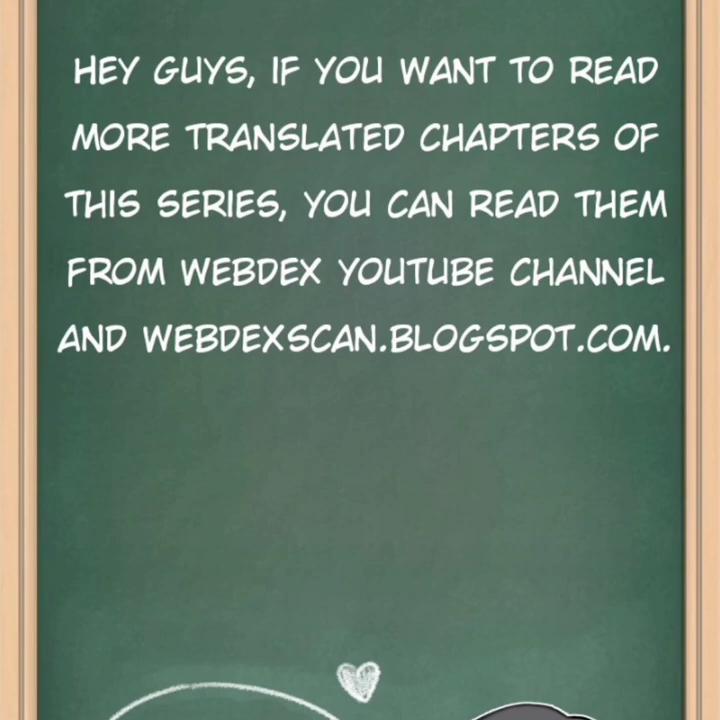 HEY GUYS, IF YOU WANT TO READ
MORE TRANSLATED CHAPTERS OF
THIS SERIES, YOU CAN READ THEM
FROM WEBDEX YOUTUBE CHANNEL
AND WEBDEXSCAN.BLOGSPOT.COM.